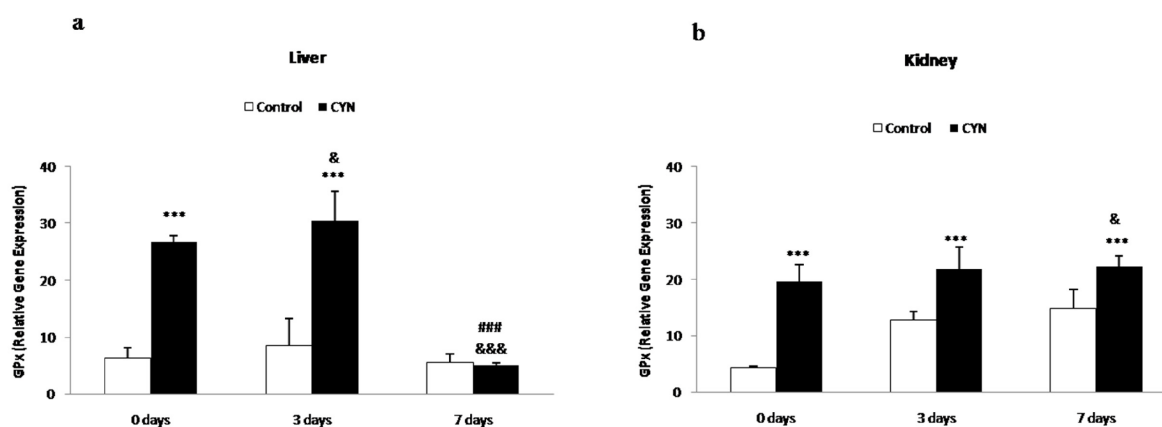 a
Liver
Control CYN
GPx (Relative Gene Expression)
40
30
20
10
0
***
&
***
###
&&&
0 days 3 days 7 days
b
Kidney
Control CYN
GPx (Relative Gene Expression)
40
30
20
10
0
***
***
&
***
0 days 3 days 7 days